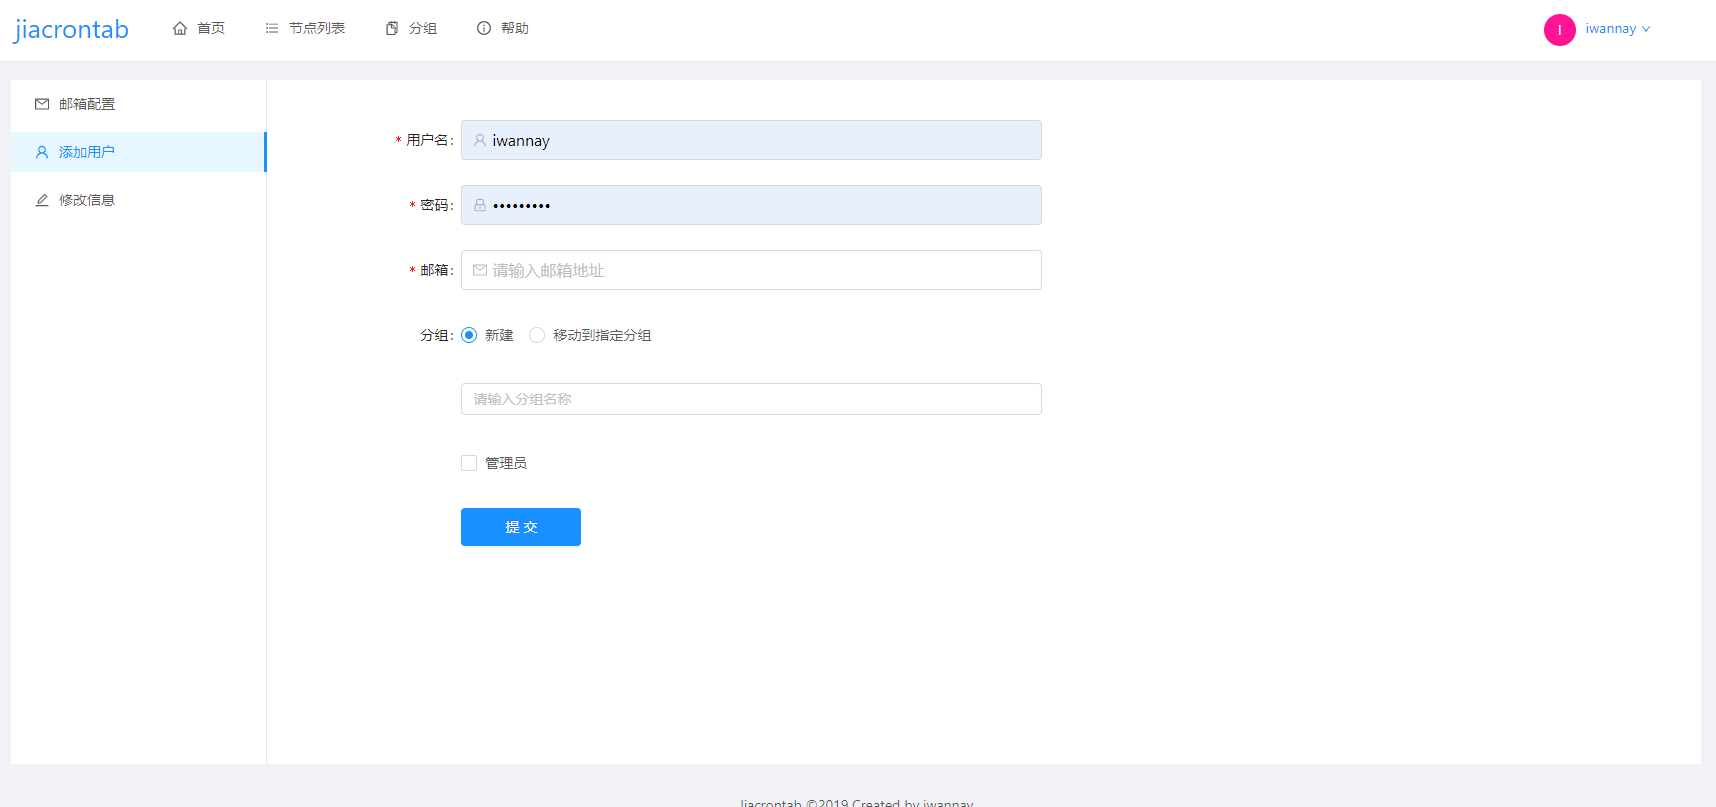 jiacrontab 首页 节点列表 分组 帮助 I iwannay
邮箱配置
添加用户
修改信息
* 用户名: iwannay
* 密码: •••••••••
* 邮箱: 请输入邮箱地址
分组: 新建 移动到指定分组
请输入分组名称
管理员
提 交
Jiacrontab ©2019 Created by iwannay